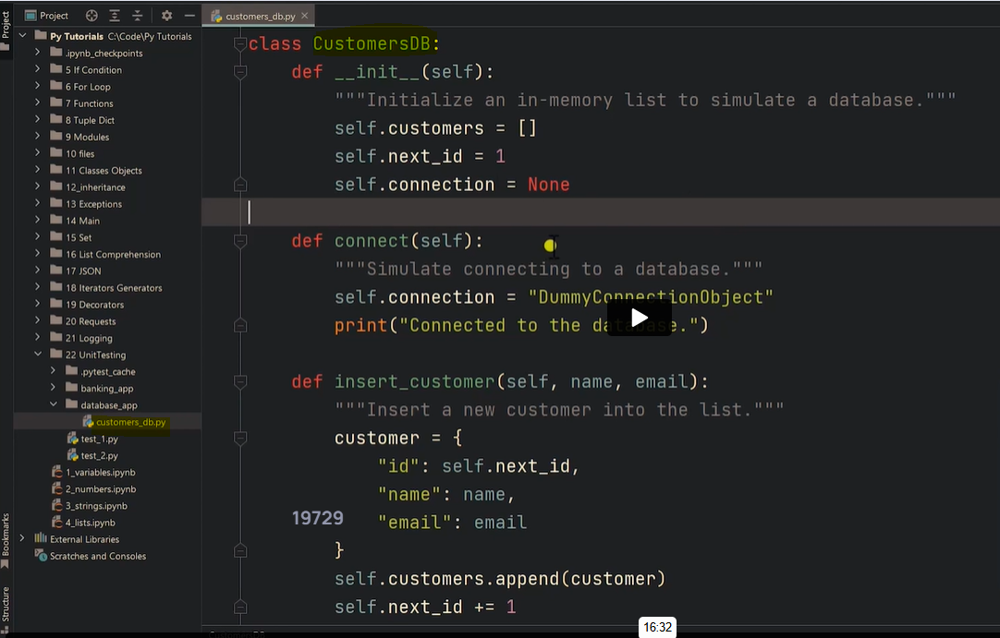 Project
customers_db.py
Project
Py Tutorials C:\Code\Py Tutorials
.ipynb_checkpoints
5 If Condition
6 For Loop
7 Functions
8 Tuple Dict
9 Modules
10 files
11 Classes Objects
12_inheritance
13 Exceptions
14 Main
15 Set
16 List Comprehension
17 JSON
18 Iterators Generators
19 Decorators
20 Requests
21 Logging
22 UnitTesting
.pytest_cache
banking_app
database_app
customers_db.py
test_1.py
test_2.py
1_variables.ipynb
2_numbers.ipynb
3_strings.ipynb
4_lists.ipynb
External Libraries
Scratches and Consoles
Bookmarks
Structure
class CustomersDB:
def __init__(self):
"""Initialize an in-memory list to simulate a database."""
self.customers = []
self.next_id = 1
self.connection = None
def connect(self):
"""Simulate connecting to a database."""
self.connection = "DummyConnectionObject"
print("Connected to the database.")
def insert_customer(self, name, email):
"""Insert a new customer into the list."""
customer = {
"id": self.next_id,
"name": name,
19729
"email": email
}
self.customers.append(customer)
self.next_id += 1
16:32